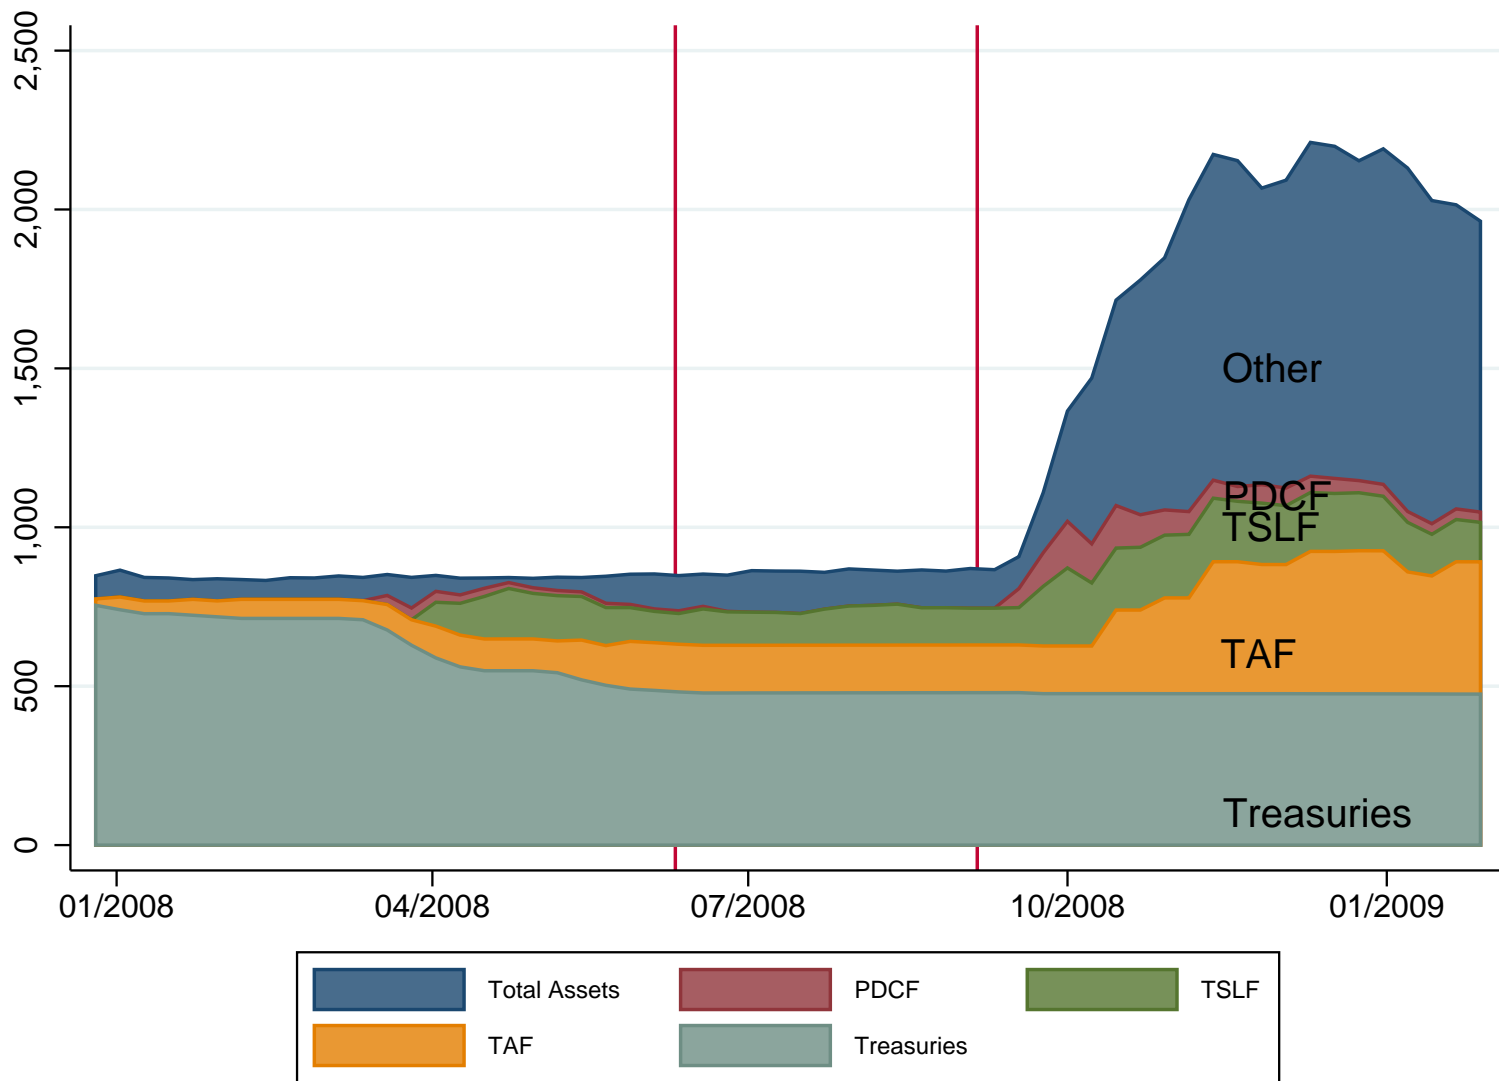 2,500
2,000
1,500
1,000
500
0
Other
PDCF
TSLF
TAF
Treasuries
01/2008 04/2008 07/2008 10/2008 01/2009
Total Assets PDCF TSLF
TAF Treasuries